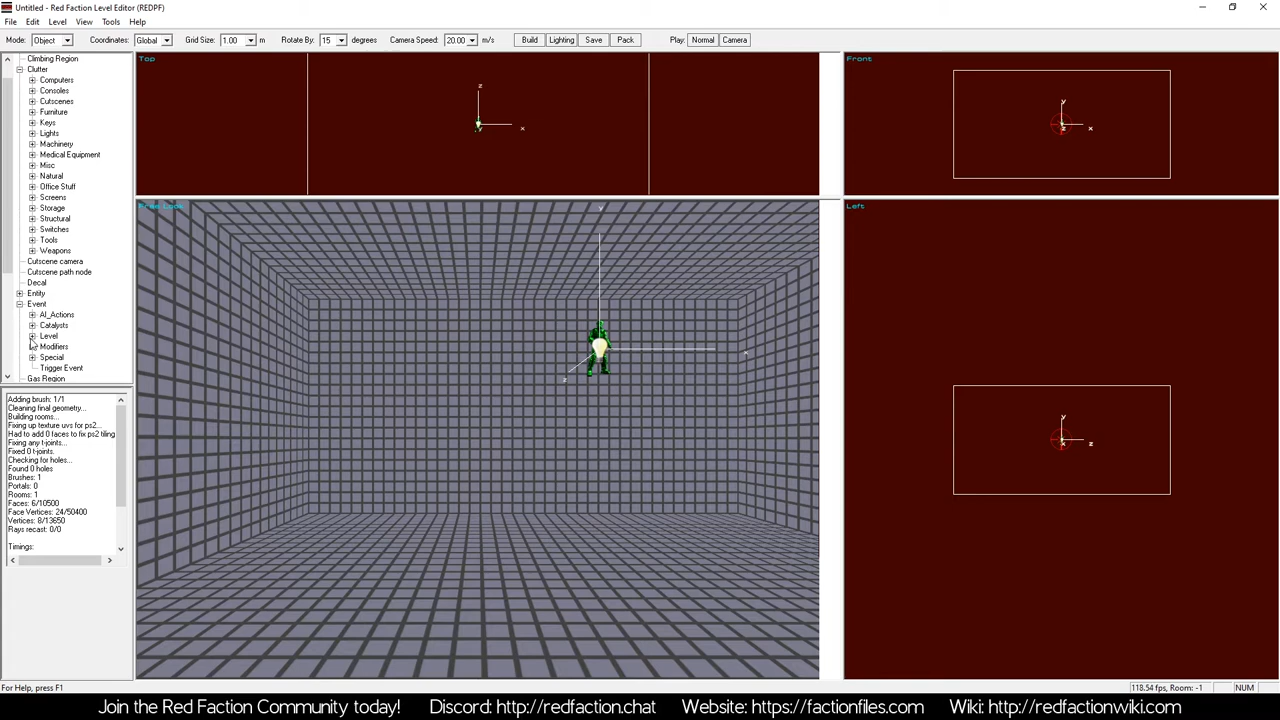 Untitled - Red Faction Level Editor (REDPF)
File Edit Level View Tools Help
Mode: Object Coordinates: Global Grid Size: 1.00 m Rotate By: 15 degrees Camera Speed: 20.00 m/s Build Lighting Save Pack Play: Normal Camera
Climbing Region
Clutter
Computers
Consoles
Cutscenes
Furniture
Keys
Lights
Machinery
Medical Equipment
Misc
Natural
Office Stuff
Screens
Storage
Structural
Switches
Tools
Weapons
Cutscene camera
Cutscene path node
Decal
Entity
Event
AI_Actions
Catalysts
Level
Modifiers
Special
Trigger Event
Gas Region
Top
z
x
Front
y
x
z
Free Look
y
x
z
Left
y
z
x
Adding brush: 1/1
Cleaning final geometry...
Building rooms...
Fixing up texture uvs for ps2...
Had to add 0 faces to fix ps2 tiling
Fixing any t-joints...
Fixed 0 t-joints.
Checking for holes...
Found 0 holes
Brushes: 1
Portals: 0
Rooms: 1
Faces: 6/10500
Face Vertices: 24/50400
Vertices: 8/13650
Rays recast: 0/0
Timings:
For Help, press F1
118.54 fps, Room: -1 NUM
Join the Red Faction Community today! Discord: http://redfaction.chat Website: https://factionfiles.com Wiki: http://redfactionwiki.com